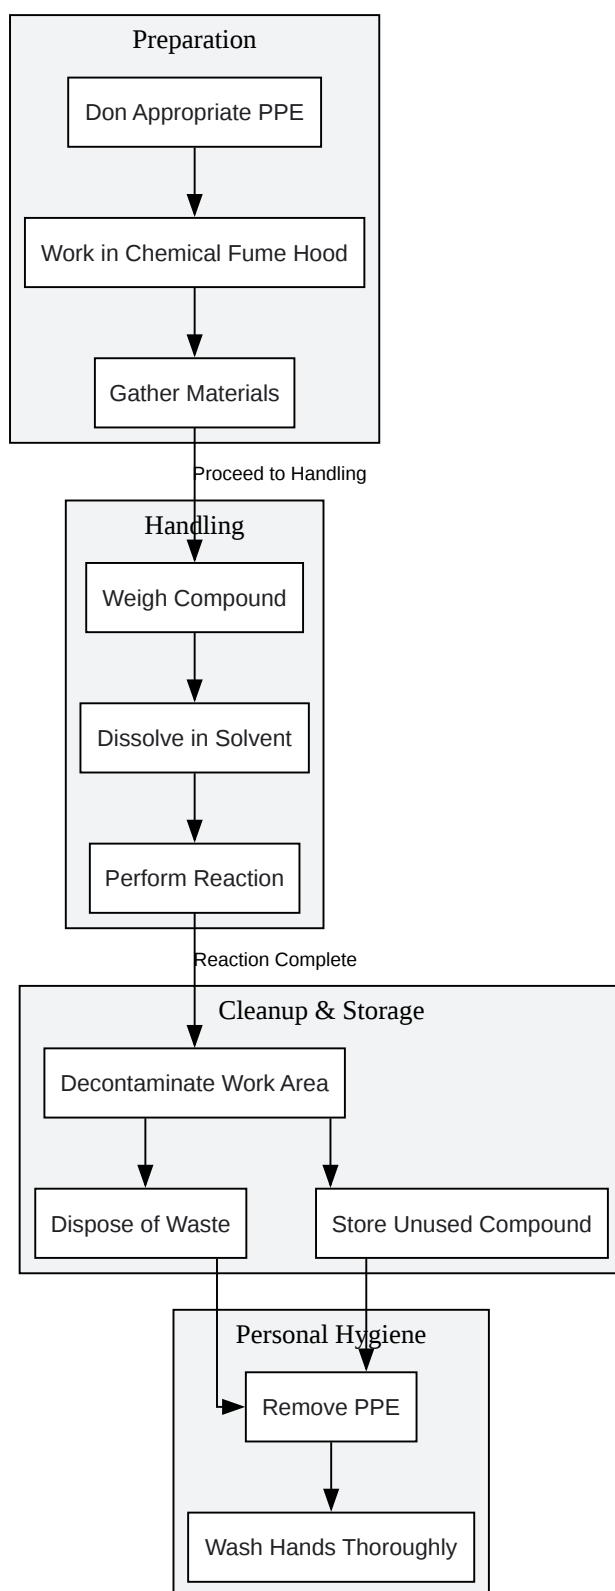 Preparation
Don Appropriate PPE
Work in Chemical Fume Hood
Gather Materials
Proceed to Handling
Handling
Weigh Compound
Dissolve in Solvent
Perform Reaction
Reaction Complete
Cleanup & Storage
Decontaminate Work Area
Dispose of Waste
Store Unused Compound
Personal Hygiene
Remove PPE
Wash Hands Thoroughly